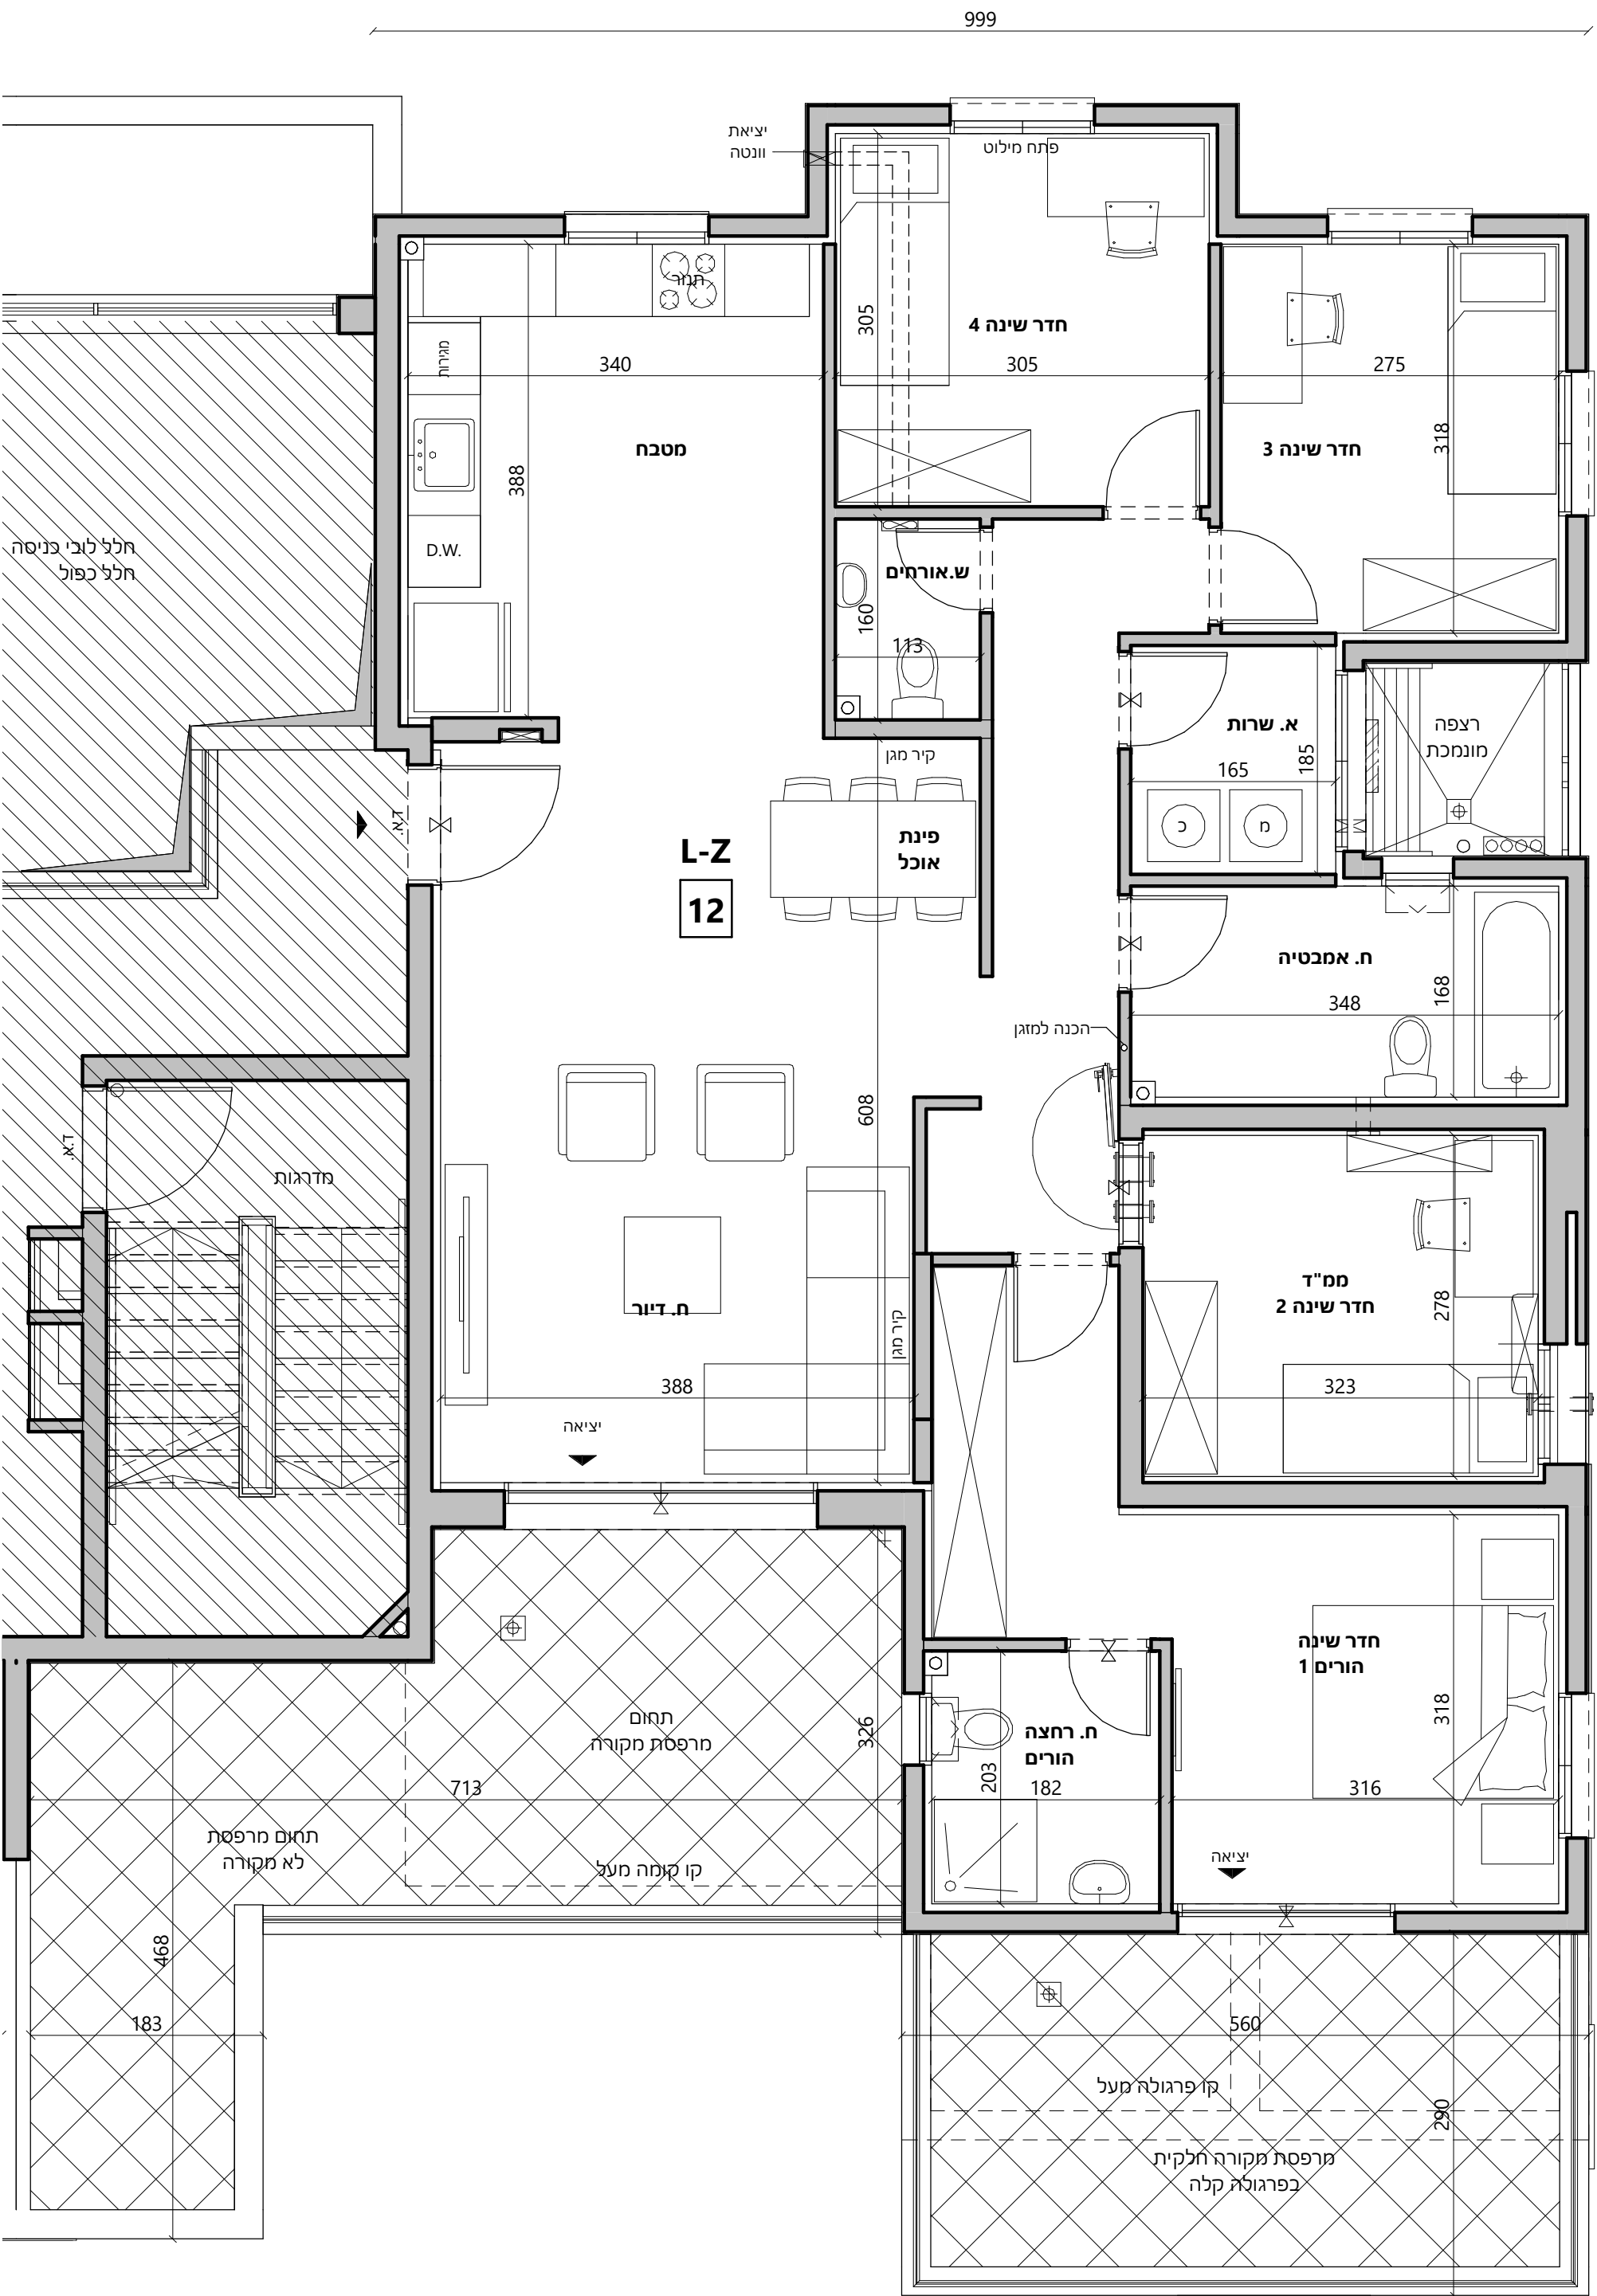 999
יציאת
וונטה
פתח מילוט
תנור
מגירות
305
חדר שינה 4
340
305
275
318
חדר שינה 3
מטבח
388
חלל לובי כניסה
חלל כפול
D.W.
ש.אורחים
160
113
א. שרות
רצפה
מונמכת
קיר מגן
165
185
ד.א.
כ
מ
פינת
אוכל
L-Z
12
ח. אמבטיה
348
168
הכנה למזגן
608
ד.א.
מדרגות
ממ"ד
חדר שינה 2
278
ח. דיור
קיר מגן
388
323
יציאה
חדר שינה
הורים 1
תחום
מרפסת מקורה
326
318
ח. רחצה
הורים
203
713
182
316
תחום מרפסת
לא מקורה
קו קומה מעל
יציאה
468
183
560
קו פרגולה מעל
290
מרפסת מקורה חלקית
בפרגולה קלה